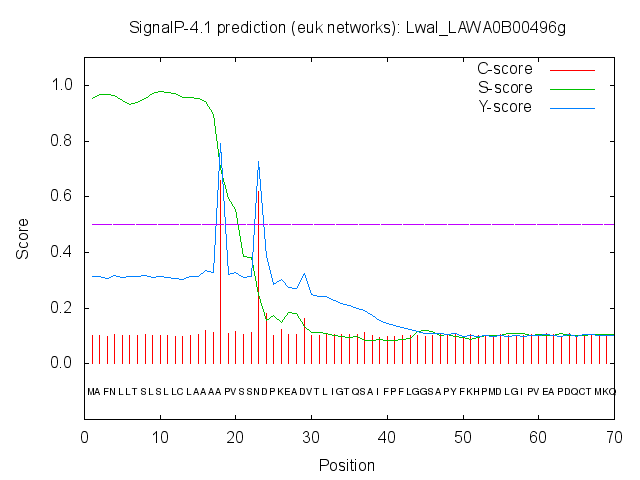 SignalP-4.1 prediction (euk networks): Lwal_LAWA0B00496g
C-score
S-score
Y-score
1.0
0.8
0.6
0.4
0.2
0.0
Score
MAFNLLTSLSLLCLAAAAPVSSNDPKEADVTLIGTQSAIFPFLGGSAPYFKHPMDLGIPVEAPDQCTMKQ
0 10 20 30 40 50 60 70
Position